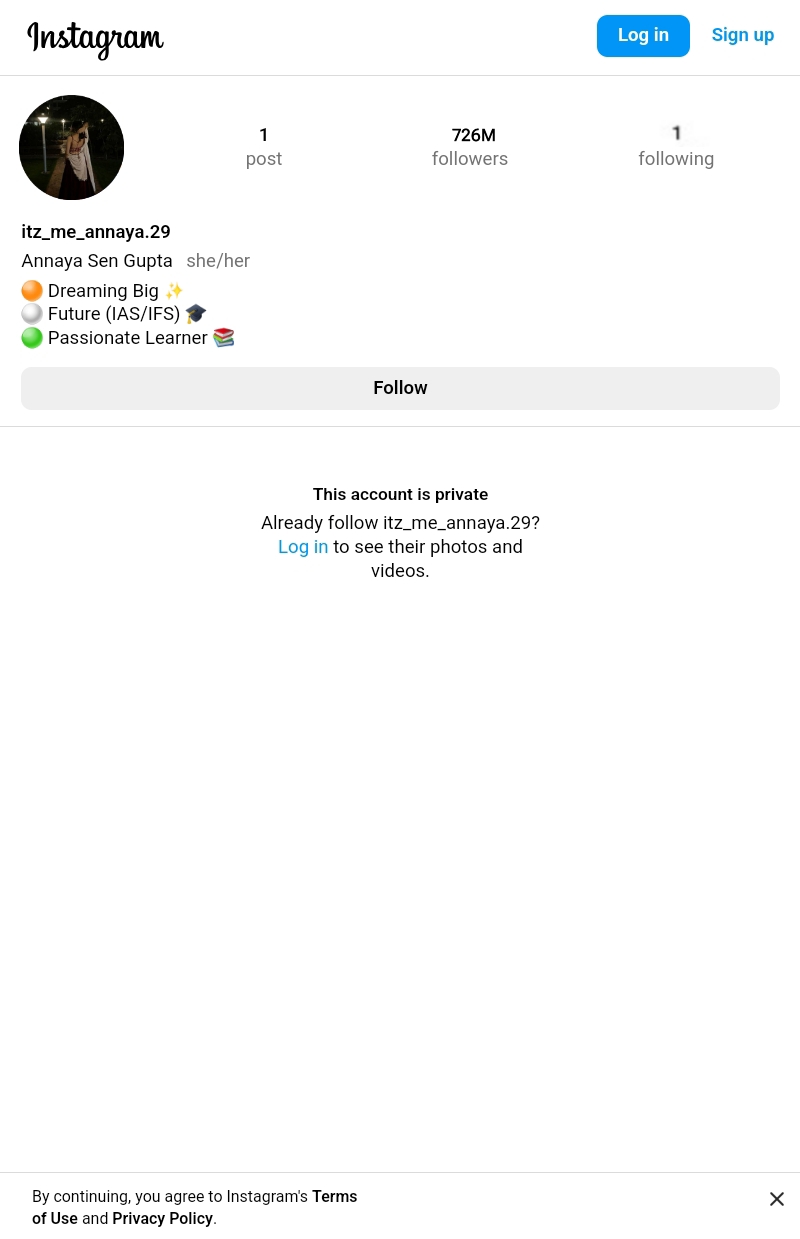 Instagram
Log in
Sign up
1
post
726M
followers
1
following
itz_me_annaya.29
Annaya Sen Gupta she/her
🟠 Dreaming Big ✨
⚪ Future (IAS/IFS) 🎓
🟢 Passionate Learner 📚
Follow
This account is private
Already follow itz_me_annaya.29?
Log in to see their photos and
videos.
By continuing, you agree to Instagram's Terms
of Use and Privacy Policy.